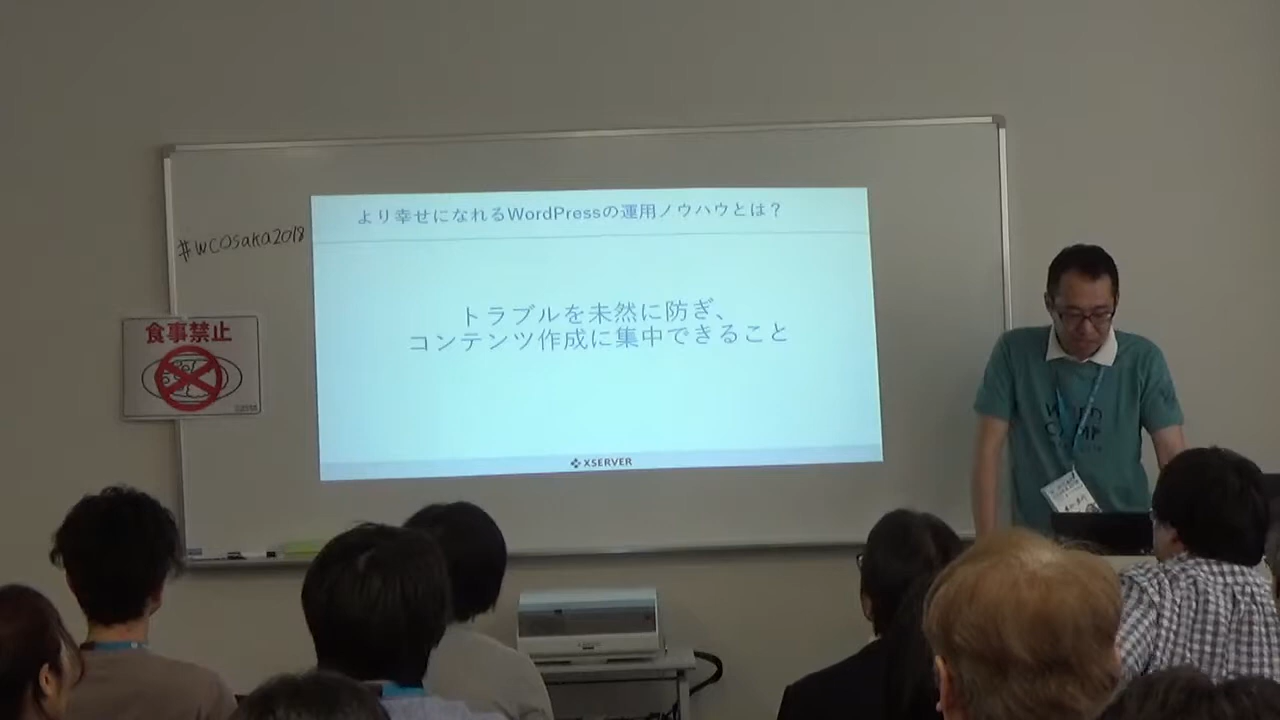 より幸せになれるWordPressの運用ノウハウとは？
#WCOsaka2018
トラブルを未然に防ぎ、
コンテンツ作成に集中できること
食事禁止
XSERVER
WORD
CAMP